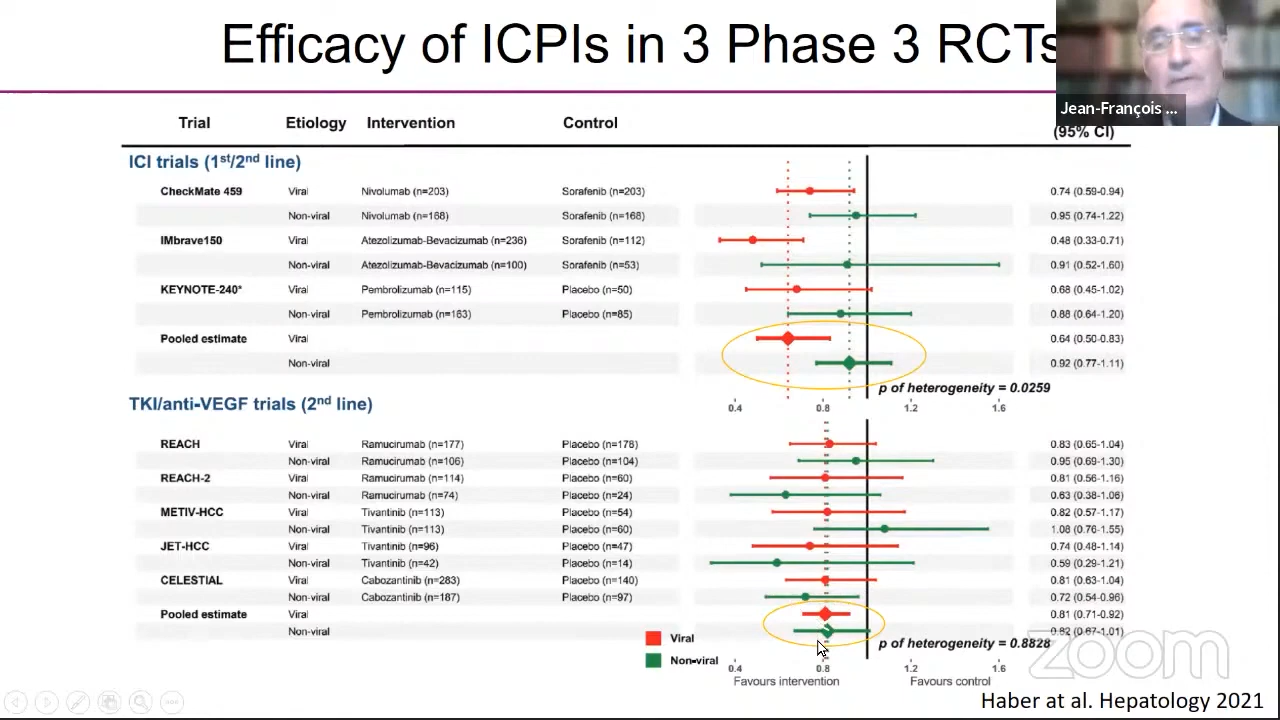 Efficacy of ICPIs in 3 Phase 3 RCTs
Jean-François ...
Trial Etiology Intervention Control (95% CI)
ICI trials (1st/2nd line)
CheckMate 459 Viral Nivolumab (n=203) Sorafenib (n=203) 0.74 (0.59-0.94)
Non-viral Nivolumab (n=168) Sorafenib (n=168) 0.95 (0.74-1.22)
IMbrave150 Viral Atezolizumab-Bevacizumab (n=236) Sorafenib (n=112) 0.48 (0.33-0.71)
Non-viral Atezolizumab-Bevacizumab (n=100) Sorafenib (n=53) 0.91 (0.52-1.60)
KEYNOTE-240* Viral Pembrolizumab (n=115) Placebo (n=50) 0.68 (0.45-1.02)
Non-viral Pembrolizumab (n=163) Placebo (n=85) 0.88 (0.64-1.20)
Pooled estimate Viral 0.64 (0.50-0.83)
Non-viral 0.92 (0.77-1.11)
p of heterogeneity = 0.0259
TKI/anti-VEGF trials (2nd line) 0.4 0.8 1.2 1.6
REACH Viral Ramucirumab (n=177) Placebo (n=178) 0.83 (0.65-1.04)
Non-viral Ramucirumab (n=106) Placebo (n=104) 0.95 (0.69-1.30)
REACH-2 Viral Ramucirumab (n=114) Placebo (n=60) 0.81 (0.56-1.16)
Non-viral Ramucirumab (n=74) Placebo (n=24) 0.63 (0.38-1.06)
METIV-HCC Viral Tivantinib (n=113) Placebo (n=54) 0.82 (0.57-1.17)
Non-viral Tivantinib (n=113) Placebo (n=60) 1.08 (0.76-1.55)
JET-HCC Viral Tivantinib (n=96) Placebo (n=47) 0.74 (0.48-1.14)
Non-viral Tivantinib (n=42) Placebo (n=14) 0.59 (0.29-1.21)
CELESTIAL Viral Cabozantinib (n=283) Placebo (n=140) 0.81 (0.63-1.04)
Non-viral Cabozantinib (n=187) Placebo (n=97) 0.72 (0.54-0.96)
Pooled estimate Viral 0.81 (0.71-0.92)
Non-viral 0.82 (0.67-1.01)
p of heterogeneity = 0.8828
Viral
Non-viral 0.4 0.8 1.2 1.6
Favours intervention Favours control
zoom
Haber at al. Hepatology 2021